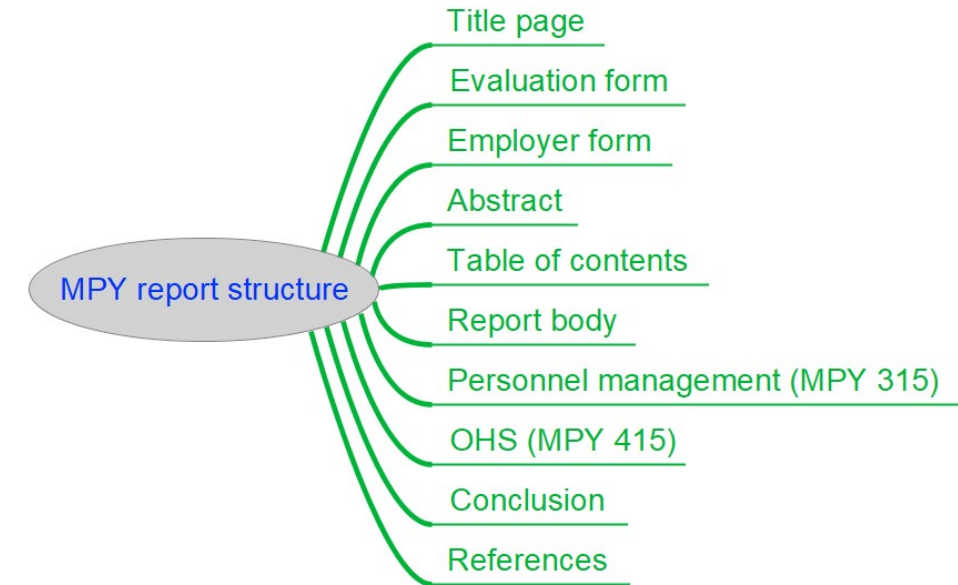 Title page
Evaluation form
Employer form
Abstract
Table of contents
MPY report structure
Report body
Personnel management (MPY 315)
OHS (MPY 415)
Conclusion
References